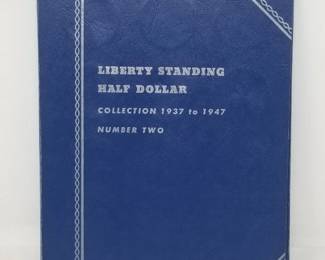 LIBERTY STANDING
HALF DOLLAR
COLLECTION 1937 to 1947
NUMBER TWO